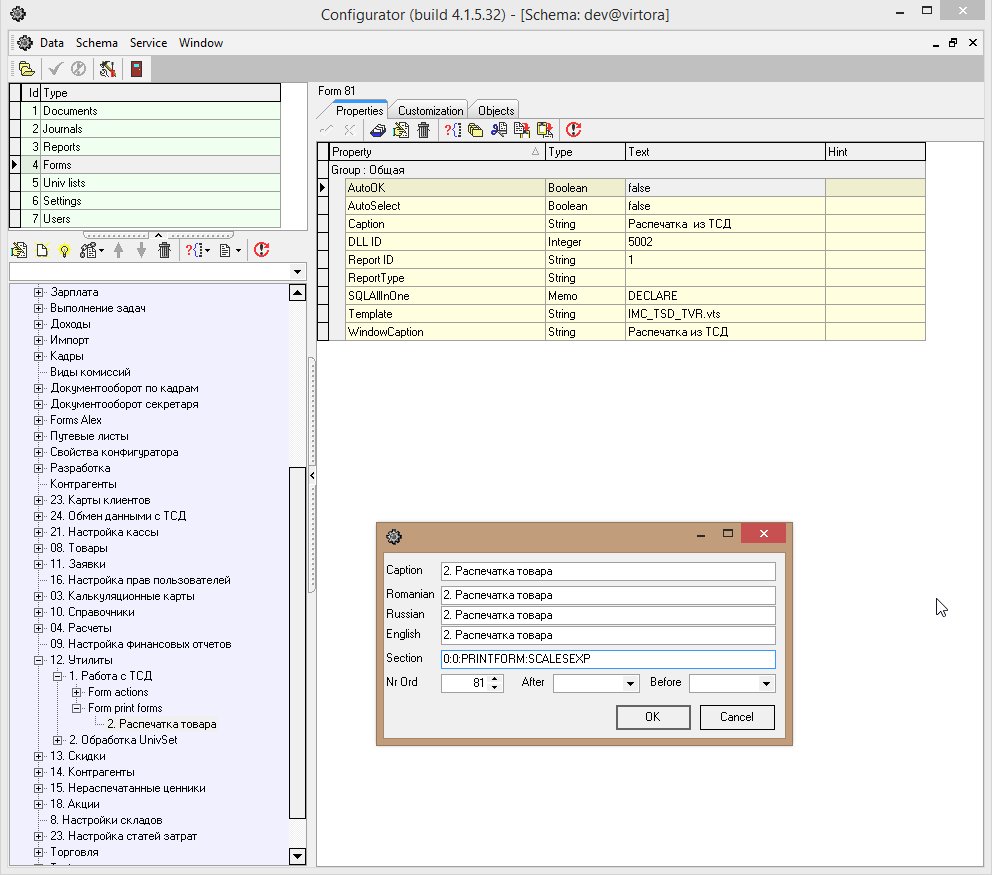 Configurator (build 4.1.5.32) - [Schema: dev@virtora]
Data Schema Service Window
Id Type
1 Documents
2 Journals
3 Reports
4 Forms
5 Univ lists
6 Settings
7 Users
Зарплата
Выполнение задач
Доходы
Импорт
Кадры
Виды комиссий
Документооборот по кадрам
Документооборот секретаря
Forms Alex
Путевые листы
Свойства конфигуратора
Разработка
Контрагенты
23. Карты клиентов
24. Обмен данными с ТСД
21. Настройка кассы
08. Товары
11. Заявки
16. Настройка прав пользователей
03. Калькуляционные карты
10. Справочники
04. Расчеты
09. Настройка финансовых отчетов
12. Утилиты
1. Работа с ТСД
Form actions
Form print forms
2. Распечатка товара
2. Обработка UnivSet
13. Скидки
14. Контрагенты
15. Нераспечатанные ценники
18. Акции
8. Настройки складов
23. Настройка статей затрат
Торговля
Form 81
Properties Customization Objects
Property Type Text Hint
Group : Общая
AutoOK Boolean false
AutoSelect Boolean false
Caption String Распечатка из ТСД
DLL ID Integer 5002
Report ID String 1
ReportType String
SQLAllInOne Memo DECLARE
Template String IMC_TSD_TVR.vts
WindowCaption String Распечатка из ТСД
Caption 2. Распечатка товара
Romanian 2. Распечатка товара
Russian 2. Распечатка товара
English 2. Распечатка товара
Section 0:0:PRINTFORM:SCALESEXP
Nr Ord 81 After Before
OK Cancel